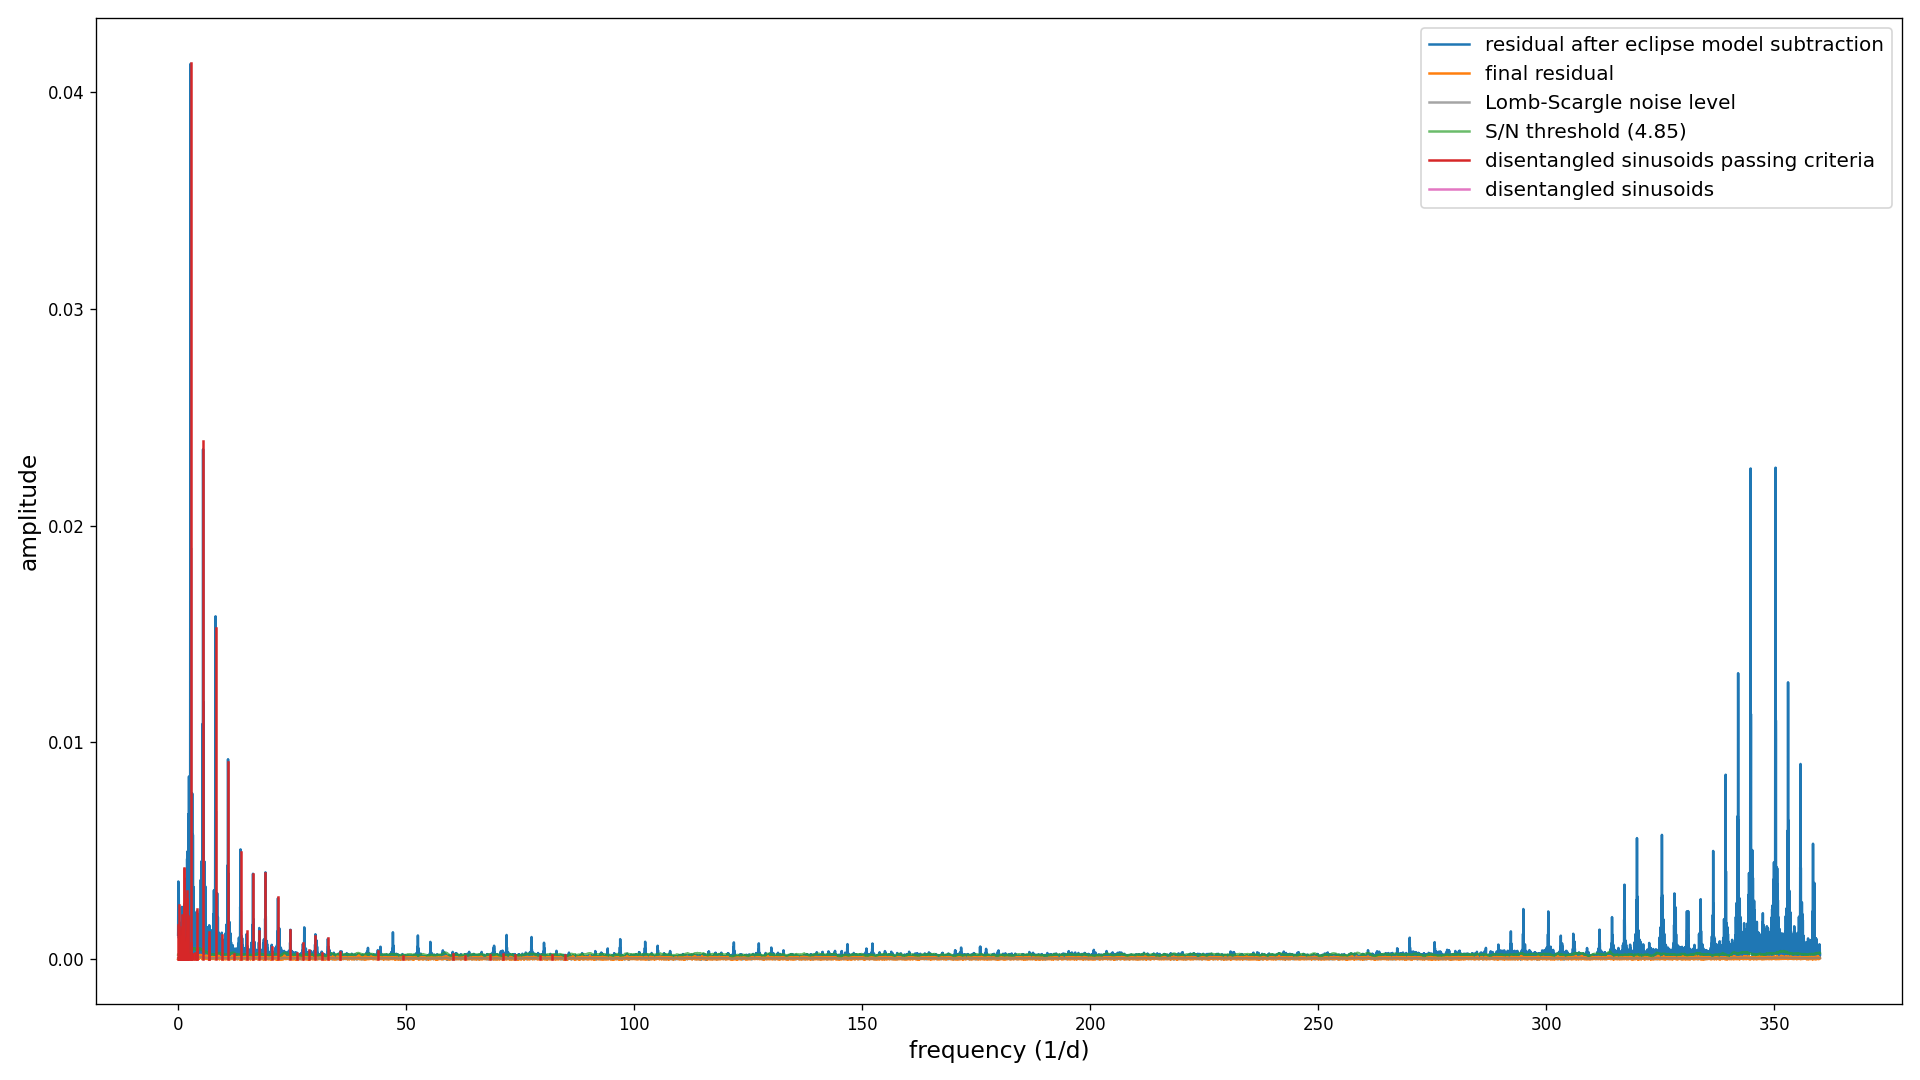 residual after eclipse model subtraction
final residual
Lomb-Scargle noise level
S/N threshold (4.85)
disentangled sinusoids passing criteria
disentangled sinusoids
0.04
0.03
0.02
0.01
0.00
amplitude
0 50 100 150 200 250 300 350
frequency (1/d)